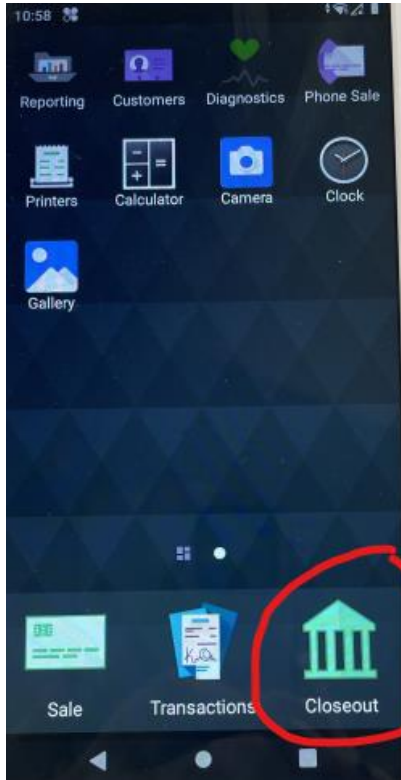 10:58
Reporting Customers Diagnostics Phone Sale
Printers Calculator Camera Clock
Gallery
Sale Transactions Closeout